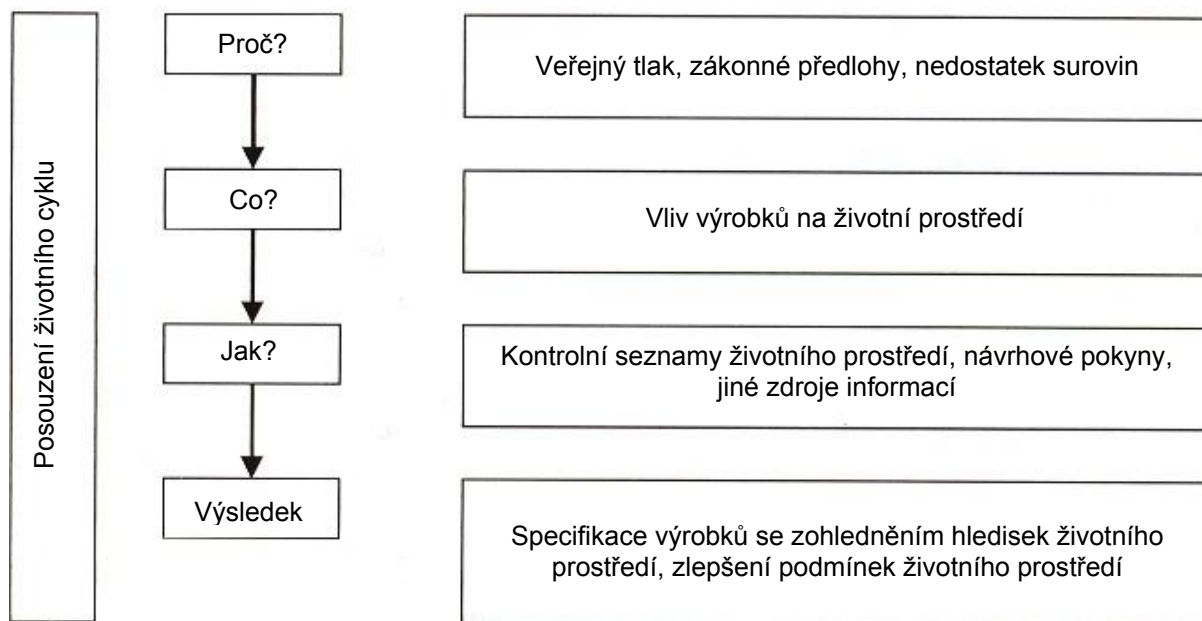 Posouzení životního cyklu
Proč?
Veřejný tlak, zákonné předlohy, nedostatek surovin
Co?
Vliv výrobků na životní prostředí
Jak?
Kontrolní seznamy životního prostředí, návrhové pokyny,
jiné zdroje informací
Výsledek
Specifikace výrobků se zohledněním hledisek životního
prostředí, zlepšení podmínek životního prostředí